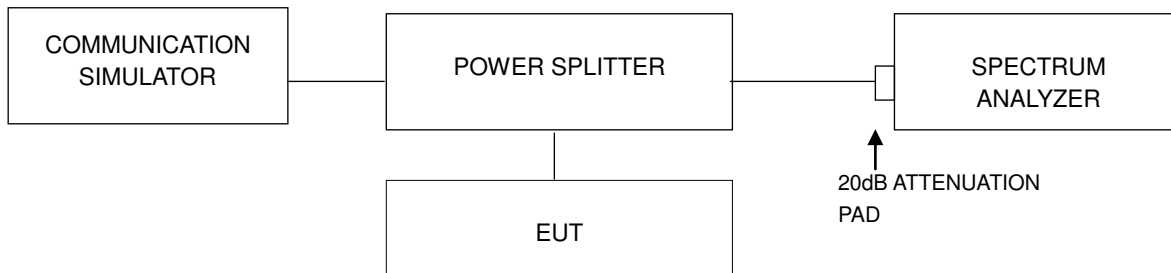 COMMUNICATION
SIMULATOR
POWER SPLITTER
SPECTRUM
ANALYZER
20dB ATTENUATION
PAD
EUT